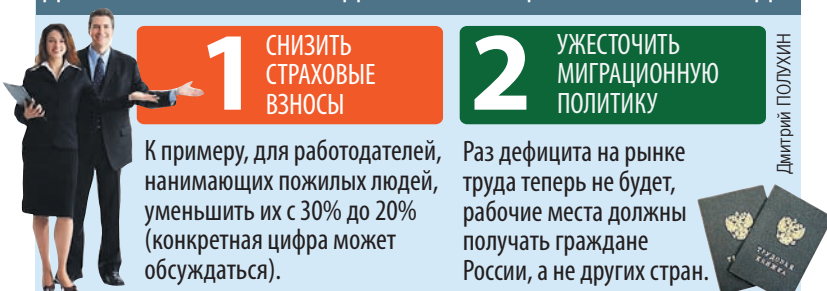 1
СНИЗИТЬ
СТРАХОВЫЕ
ВЗНОСЫ
К примеру, для работодателей,
нанимающих пожилых людей,
уменьшить их с 30% до 20%
(конкретная цифра может
обсуждаться).
2
УЖЕСТОЧИТЬ
МИГРАЦИОННУЮ
ПОЛИТИКУ
Раз дефицита на рынке
труда теперь не будет,
рабочие места должны
получать граждане
России, а не других стран.
Дмитрий ПОЛУХИН
ТРУДОВАЯ
КНИЖКА